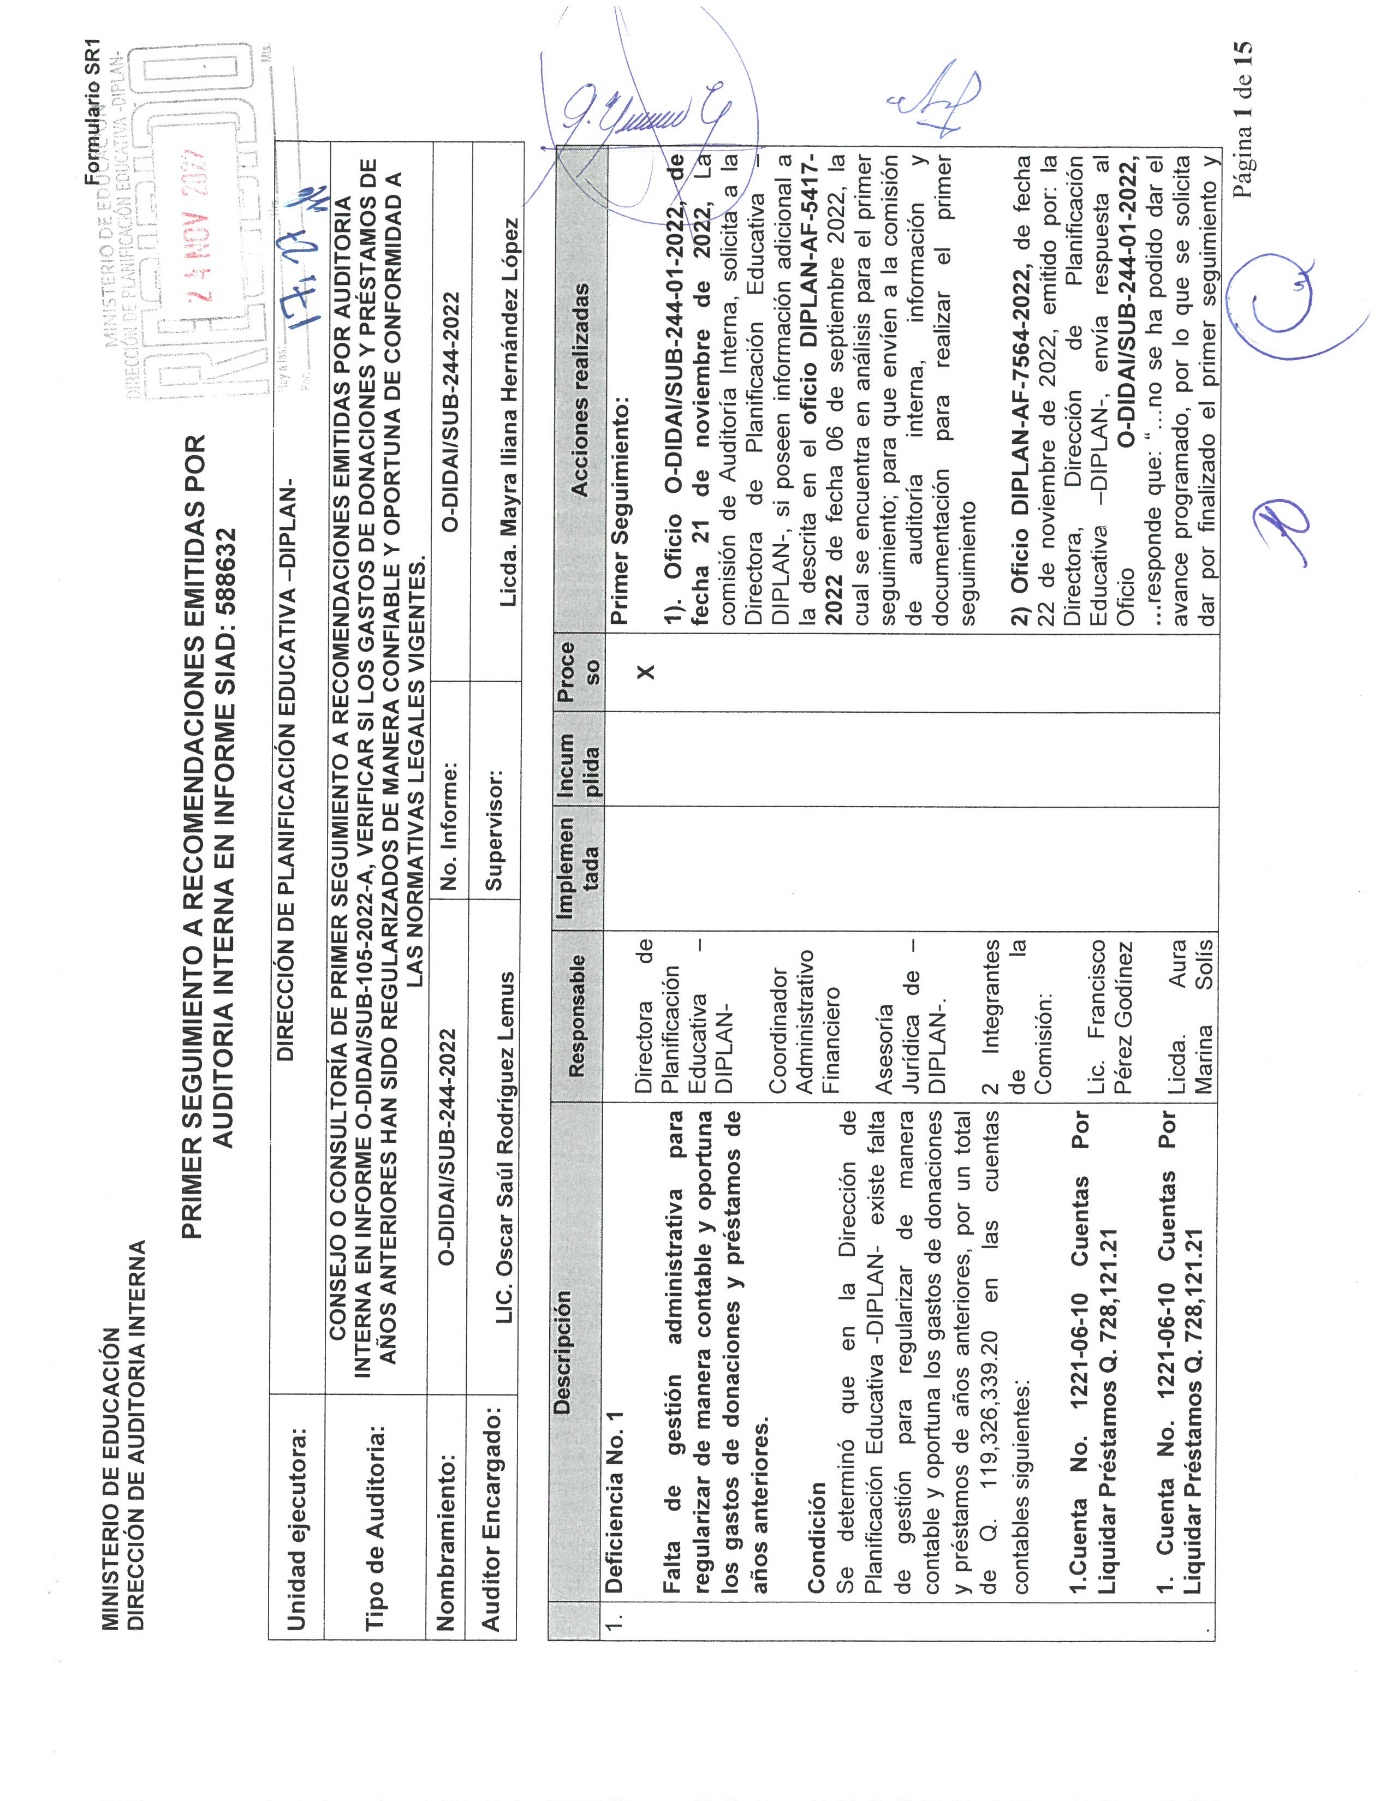 Formulario SR1
MINISTERIO DE EDUCACIÓN
DIRECCIÓN DE PLANIFICACIÓN EDUCATIVA -DIPLAN-
RECIBIDO
24 NOV 2022
MINISTERIO DE EDUCACIÓN
DIRECCIÓN DE AUDITORIA INTERNA
PRIMER SEGUIMIENTO A RECOMENDACIONES EMITIDAS POR
AUDITORIA INTERNA EN INFORME SIAD: 588632
Unidad ejecutora: DIRECCIÓN DE PLANIFICACIÓN EDUCATIVA –DIPLAN-
Tipo de Auditoria: CONSEJO O CONSULTORÍA DE PRIMER SEGUIMIENTO A RECOMENDACIONES EMITIDAS POR AUDITORIA
INTERNA EN INFORME O-DIDAI/SUB-105-2022-A, VERIFICAR SI LOS GASTOS DE DONACIONES Y PRÉSTAMOS DE
AÑOS ANTERIORES HAN SIDO REGULARIZADOS DE MANERA CONFIABLE Y OPORTUNA DE CONFORMIDAD A
LAS NORMATIVAS LEGALES VIGENTES.
Nombramiento: O-DIDAI/SUB-244-2022 No. Informe: O-DIDAI/SUB-244-2022
Auditor Encargado: LIC. Oscar Saúl Rodríguez Lemus Supervisor: Licda. Mayra Iliana Hernández López
Descripción Responsable Implemen
tada Incum
plida Proce
so Acciones realizadas
1. Deficiencia No. 1
Falta de gestión administrativa para
regularizar de manera contable y oportuna
los gastos de donaciones y préstamos de
años anteriores.
Condición
Se determinó que en la Dirección de
Planificación Educativa -DIPLAN- existe falta
de gestión para regularizar de manera
contable y oportuna los gastos de donaciones
y préstamos de años anteriores, por un total
de Q. 119,326,339.20 en las cuentas
contables siguientes:
1.Cuenta No. 1221-06-10 Cuentas Por
Liquidar Préstamos Q. 728,121.21
1. Cuenta No. 1221-06-10 Cuentas Por
Liquidar Préstamos Q. 728,121.21
Directora de
Planificación
Educativa –
DIPLAN-
Coordinador
Administrativo
Financiero
Asesoría
Jurídica de –
DIPLAN-.
2 Integrantes
de la
Comisión:
Lic. Francisco
Pérez Godínez
Licda. Aura
Marina Solís
X
Primer Seguimiento:
1). Oficio O-DIDAI/SUB-244-01-2022, de
fecha 21 de noviembre de 2022, La
comisión de Auditoría Interna, solicita a la
Directora de Planificación Educativa –
DIPLAN-, si poseen información adicional a
la descrita en el oficio DIPLAN-AF-5417-
2022 de fecha 06 de septiembre 2022, la
cual se encuentra en análisis para el primer
seguimiento; para que envíen a la comisión
de auditoría interna, información y
documentación para realizar el primer
seguimiento
2) Oficio DIPLAN-AF-7564-2022, de fecha
22 de noviembre de 2022, emitido por: la
Directora, Dirección de Planificación
Educativa –DIPLAN-, envía respuesta al
Oficio O-DIDAI/SUB-244-01-2022,
…responde que: “…no se ha podido dar el
avance programado, por lo que se solicita
dar por finalizado el primer seguimiento y
Página 1 de 15